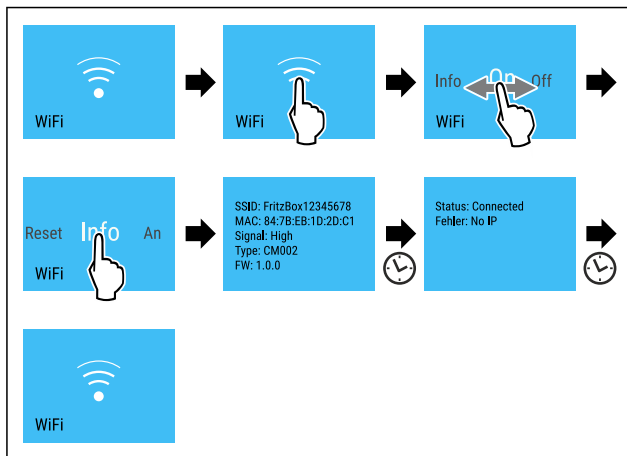 WiFi
WiFi
Info On Off
WiFi
Reset Info An
WiFi
SSID: FritzBox12345678
MAC: 84:7B:EB:1D:2D:C1
Signal: High
Type: CM002
FW: 1.0.0
Status: Connected
Fehler: No IP
WiFi